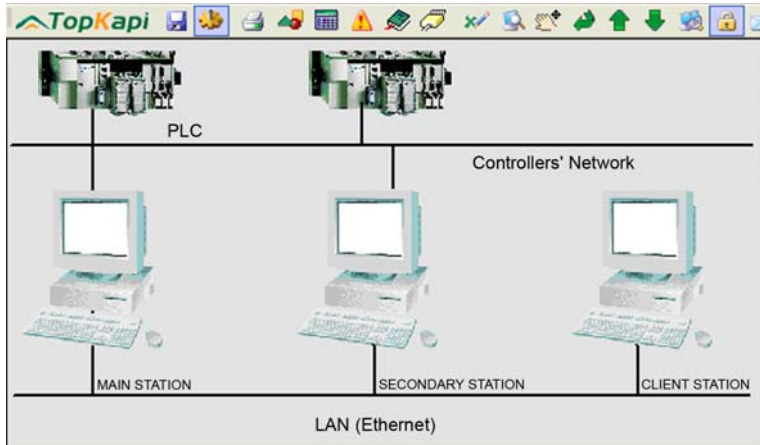 TopKapi
PLC
Controllers' Network
MAIN STATION
SECONDARY STATION
CLIENT STATION
LAN (Ethernet)